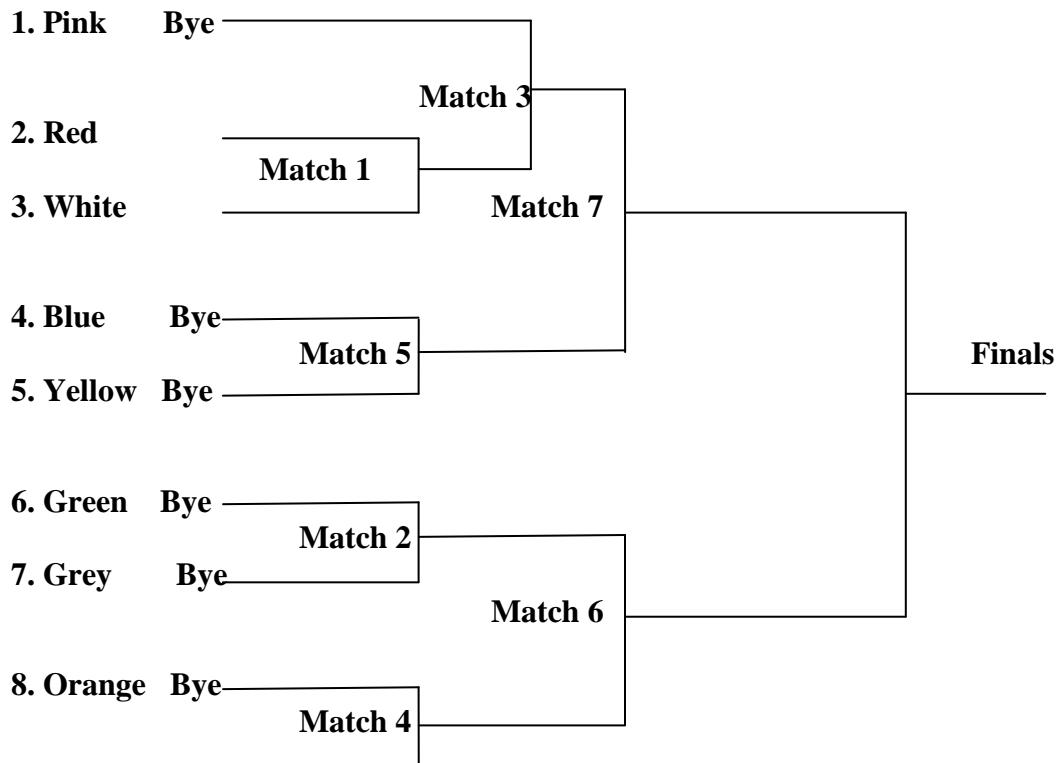 1. Pink Bye
Match 3
2. Red
Match 1
3. White
Match 7
4. Blue Bye
Match 5
Finals
5. Yellow Bye
6. Green Bye
Match 2
7. Grey Bye
Match 6
8. Orange Bye
Match 4